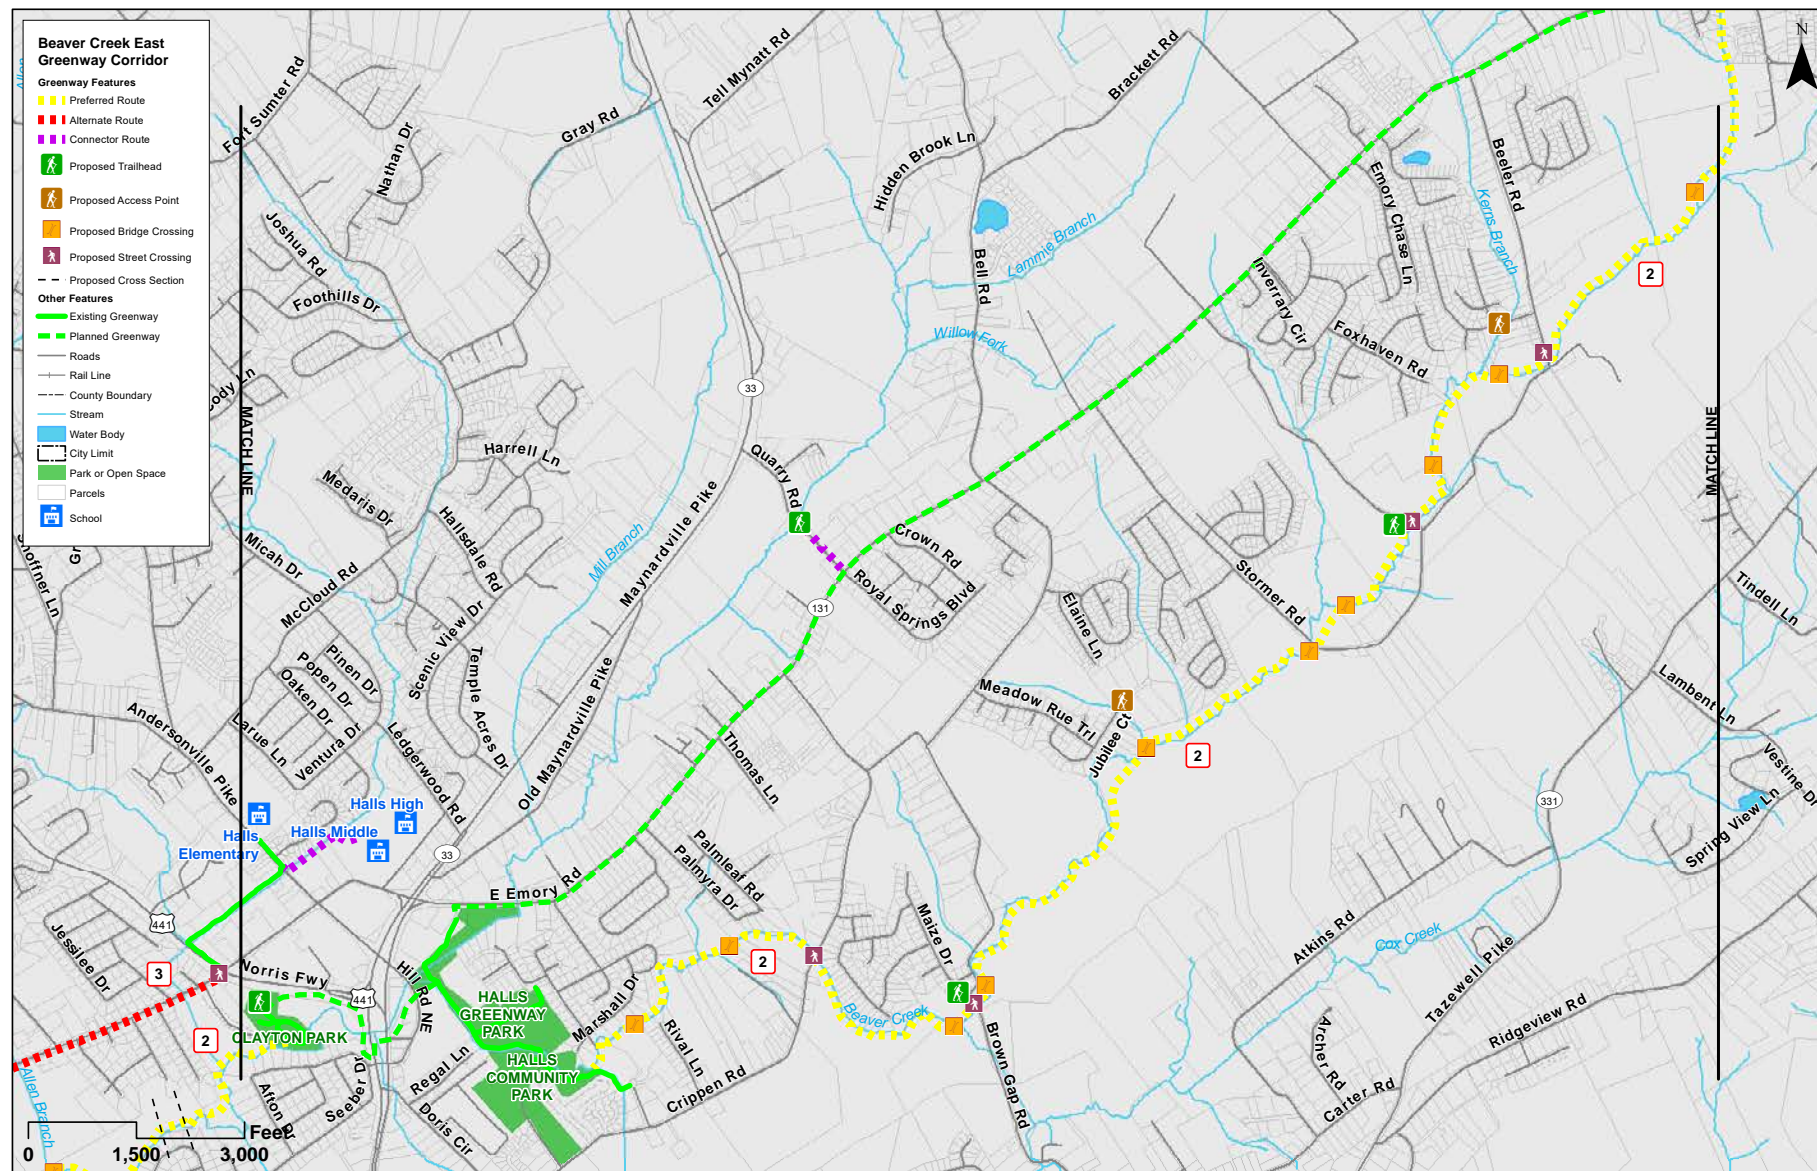 Beaver Creek East
Greenway Corridor
Greenway Features
Preferred Route
Alternate Route
Connector Route
Proposed Trailhead
Proposed Access Point
Proposed Bridge Crossing
Proposed Street Crossing
Proposed Cross Section
Other Features
Existing Greenway
Planned Greenway
Roads
Rail Line
County Boundary
Stream
Water Body
City Limit
Park or Open Space
Parcels
School
N
Fort Sumter Rd
Nathan Dr
Gray Rd
Tell Mynatt Rd
Brackett Rd
Hidden Brook Ln
Joshua Rd
Foothills Dr
Bell Rd
Lammie Branch
Willow Fork
Emory Chase Ln
Beeler Rd
Kerns Branch
Inverrary Cir
Foxhaven Rd
2
33
MATCH LINE
MATCH LINE
Harrell Ln
Medaris Dr
Hallsdale Rd
Quarry Rd
Mill Branch
Maynardville Pike
Crown Rd
Royal Springs Blvd
131
Micah Dr
McCloud Rd
Shoffner Ln
Scenic View Dr
Temple Acres Dr
Pinen Dr
Popen Dr
Oaken Dr
Ventura Dr
Larue Ln
Andersonville Pike
Ledgerwood Rd
Old Maynardville Pike
Elaine Ln
Stormer Rd
Tindell Ln
Meadow Rue Trl
Jubilee Ct
2
Lambent Ln
Vestine Dr
Spring View Ln
331
Thomas Ln
Halls High
Halls Middle
Halls
Elementary
33
E Emory Rd
Palmleaf Rd
Palmyra Dr
Maize Dr
441
Jessilee Dr
3
Norris Fwy
441
Hill Rd NE
2
Atkins Rd
Cox Creek
Tazewell Pike
Ridgeview Rd
HALLS
GREENWAY
PARK
Marshall Dr
Beaver Creek
2
CLAYTON PARK
Rival Ln
Brown Gap Rd
Archer Rd
Carter Rd
HALLS
COMMUNITY
PARK
Regal Ln
Crippen Rd
Seeber Dr
Afton Dr
Doris Cir
Allen Branch
Feet
0
1,500
3,000